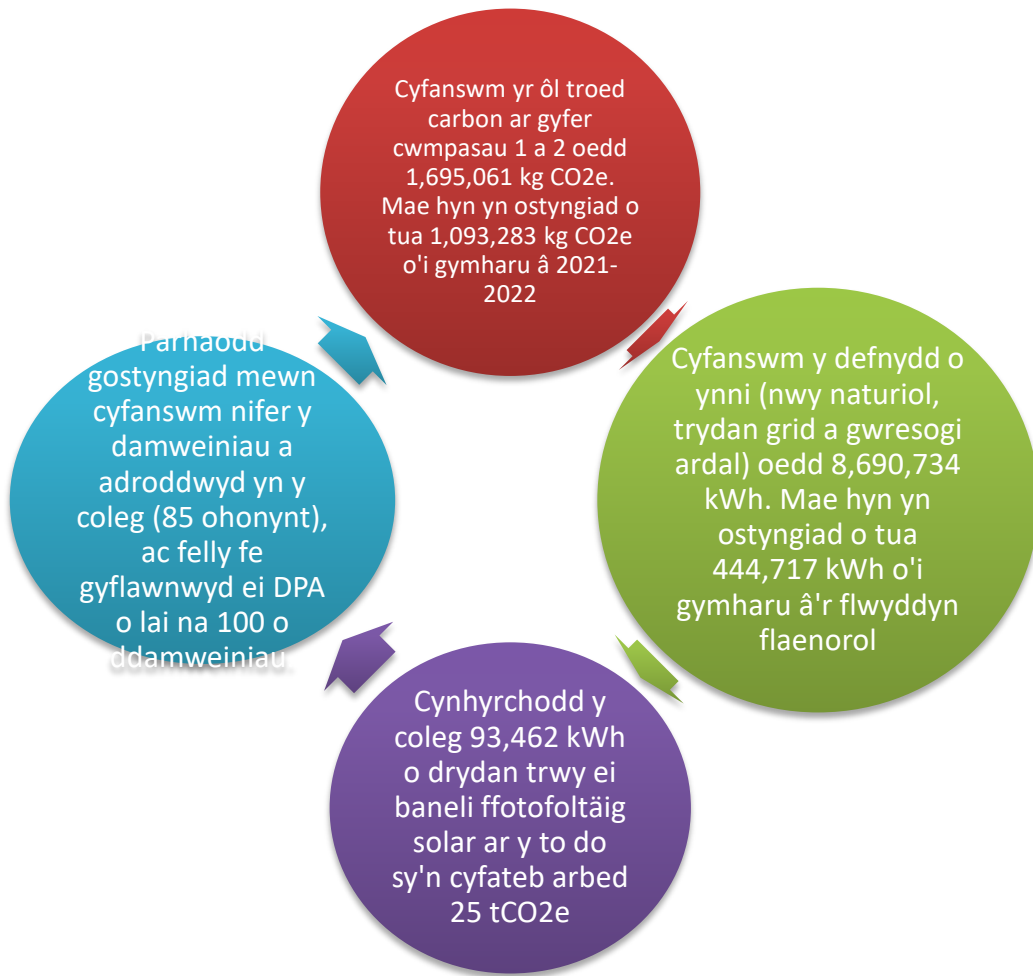 Cyfanswm yr ôl troed
carbon ar gyfer
cwmpasau 1 a 2 oedd
1,695,061 kg CO2e.
Mae hyn yn ostyngiad o
tua 1,093,283 kg CO2e
o'i gymharu â 2021-
2022
Cyfanswm y defnydd o
ynni (nwy naturiol,
trydan grid a gwresogi
ardal) oedd 8,690,734
kWh. Mae hyn yn
ostyngiad o tua
444,717 kWh o'i
gymharu â'r flwyddyn
flaenorol
Cynhyrchodd y
coleg 93,462 kWh
o drydan trwy ei
baneli ffotofoltäig
solar ar y to do
sy'n cyfateb arbed
25 tCO2e
Parhaodd
gostyngiad mewn
cyfanswm nifer y
damweiniau a
adroddwyd yn y
coleg (85 ohonynt),
ac felly fe
gyflawnwyd ei DPA
o lai na 100 o
ddamweiniau.